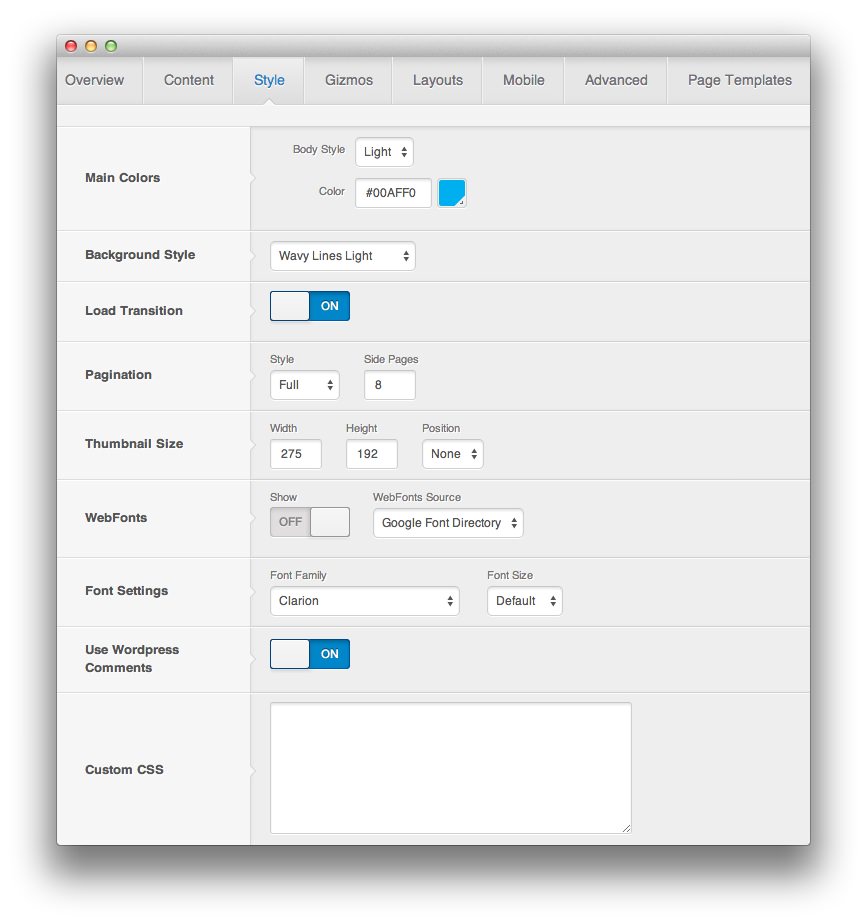 Overview Content Style Gizmos Layouts Mobile Advanced Page Templates
Main Colors
Body Style Light
Color #00AFF0
Background Style Wavy Lines Light
Load Transition ON
Pagination
Style Side Pages
Full 8
Thumbnail Size
Width Height Position
275 192 None
WebFonts
Show WebFonts Source
OFF Google Font Directory
Font Settings
Font Family Font Size
Clarion Default
Use Wordpress
Comments
ON
Custom CSS